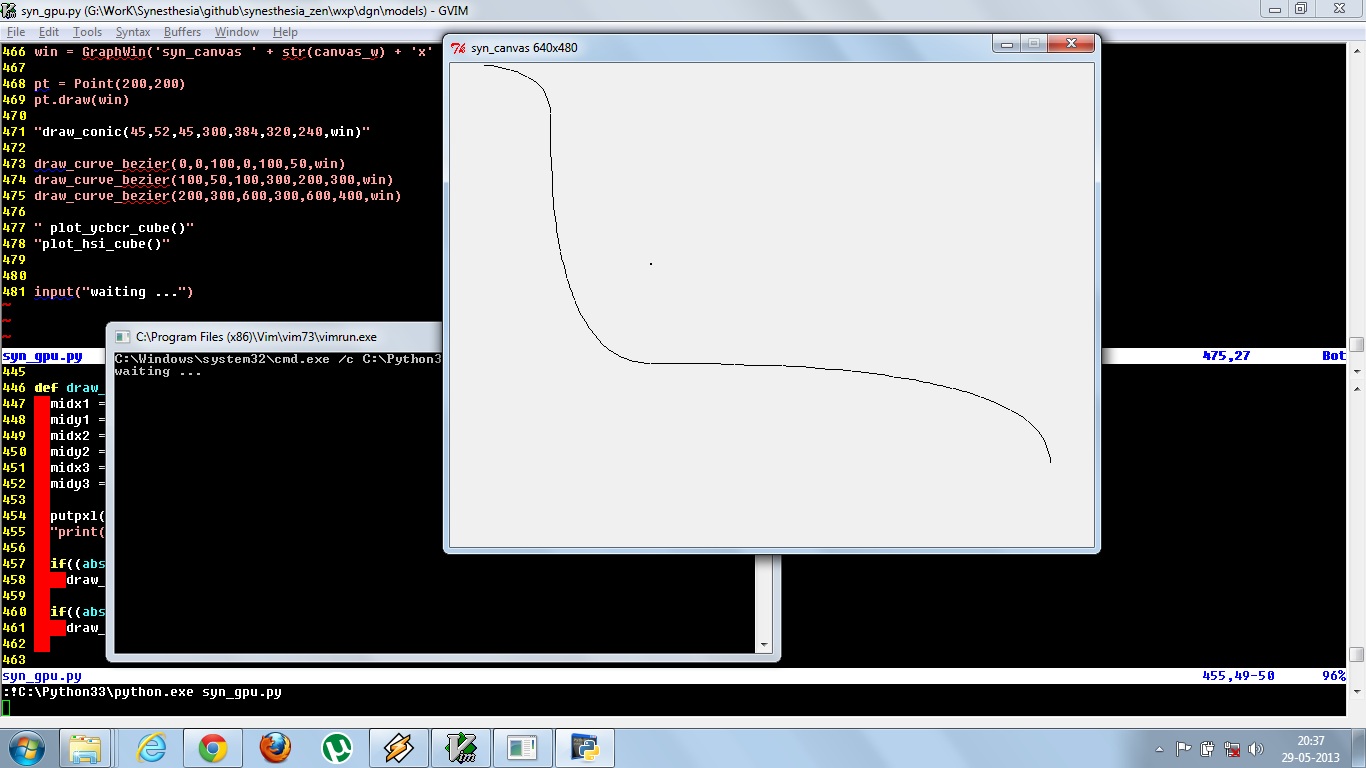 syn_gpu.py (G:\WorK\Synesthesia\github\synesthesia_zen\wxp\dgn\models) - GVIM
File Edit Tools Syntax Buffers Window Help
466 win = GraphWin('syn_canvas ' + str(canvas_w) + 'x'
467
468 pt = Point(200,200)
469 pt.draw(win)
470
471 "draw_conic(45,52,45,300,384,320,240,win)"
472
473 draw_curve_bezier(0,0,100,0,100,50,win)
474 draw_curve_bezier(100,50,100,300,200,300,win)
475 draw_curve_bezier(200,300,600,300,600,400,win)
476
477 " plot_ycbcr_cube()"
478 "plot_hsi_cube()"
479
480
481 input("waiting ...")
~
~
~
syn_gpu.py 475,27 Bot
445
446 def draw_
447 midx1 =
448 midy1 =
449 midx2 =
450 midy2 =
451 midx3 =
452 midy3 =
453
454 putpxl(
455 "print(
456
457 if((abs
458 draw_
459
460 if((abs
461 draw_
462
463
syn_gpu.py 455,49-50 96%
:!C:\Python33\python.exe syn_gpu.py
syn_canvas 640x480
C:\Program Files (x86)\Vim\vim73\vimrun.exe
C:\Windows\system32\cmd.exe /c C:\Python3
waiting ...
20:37
29-05-2013